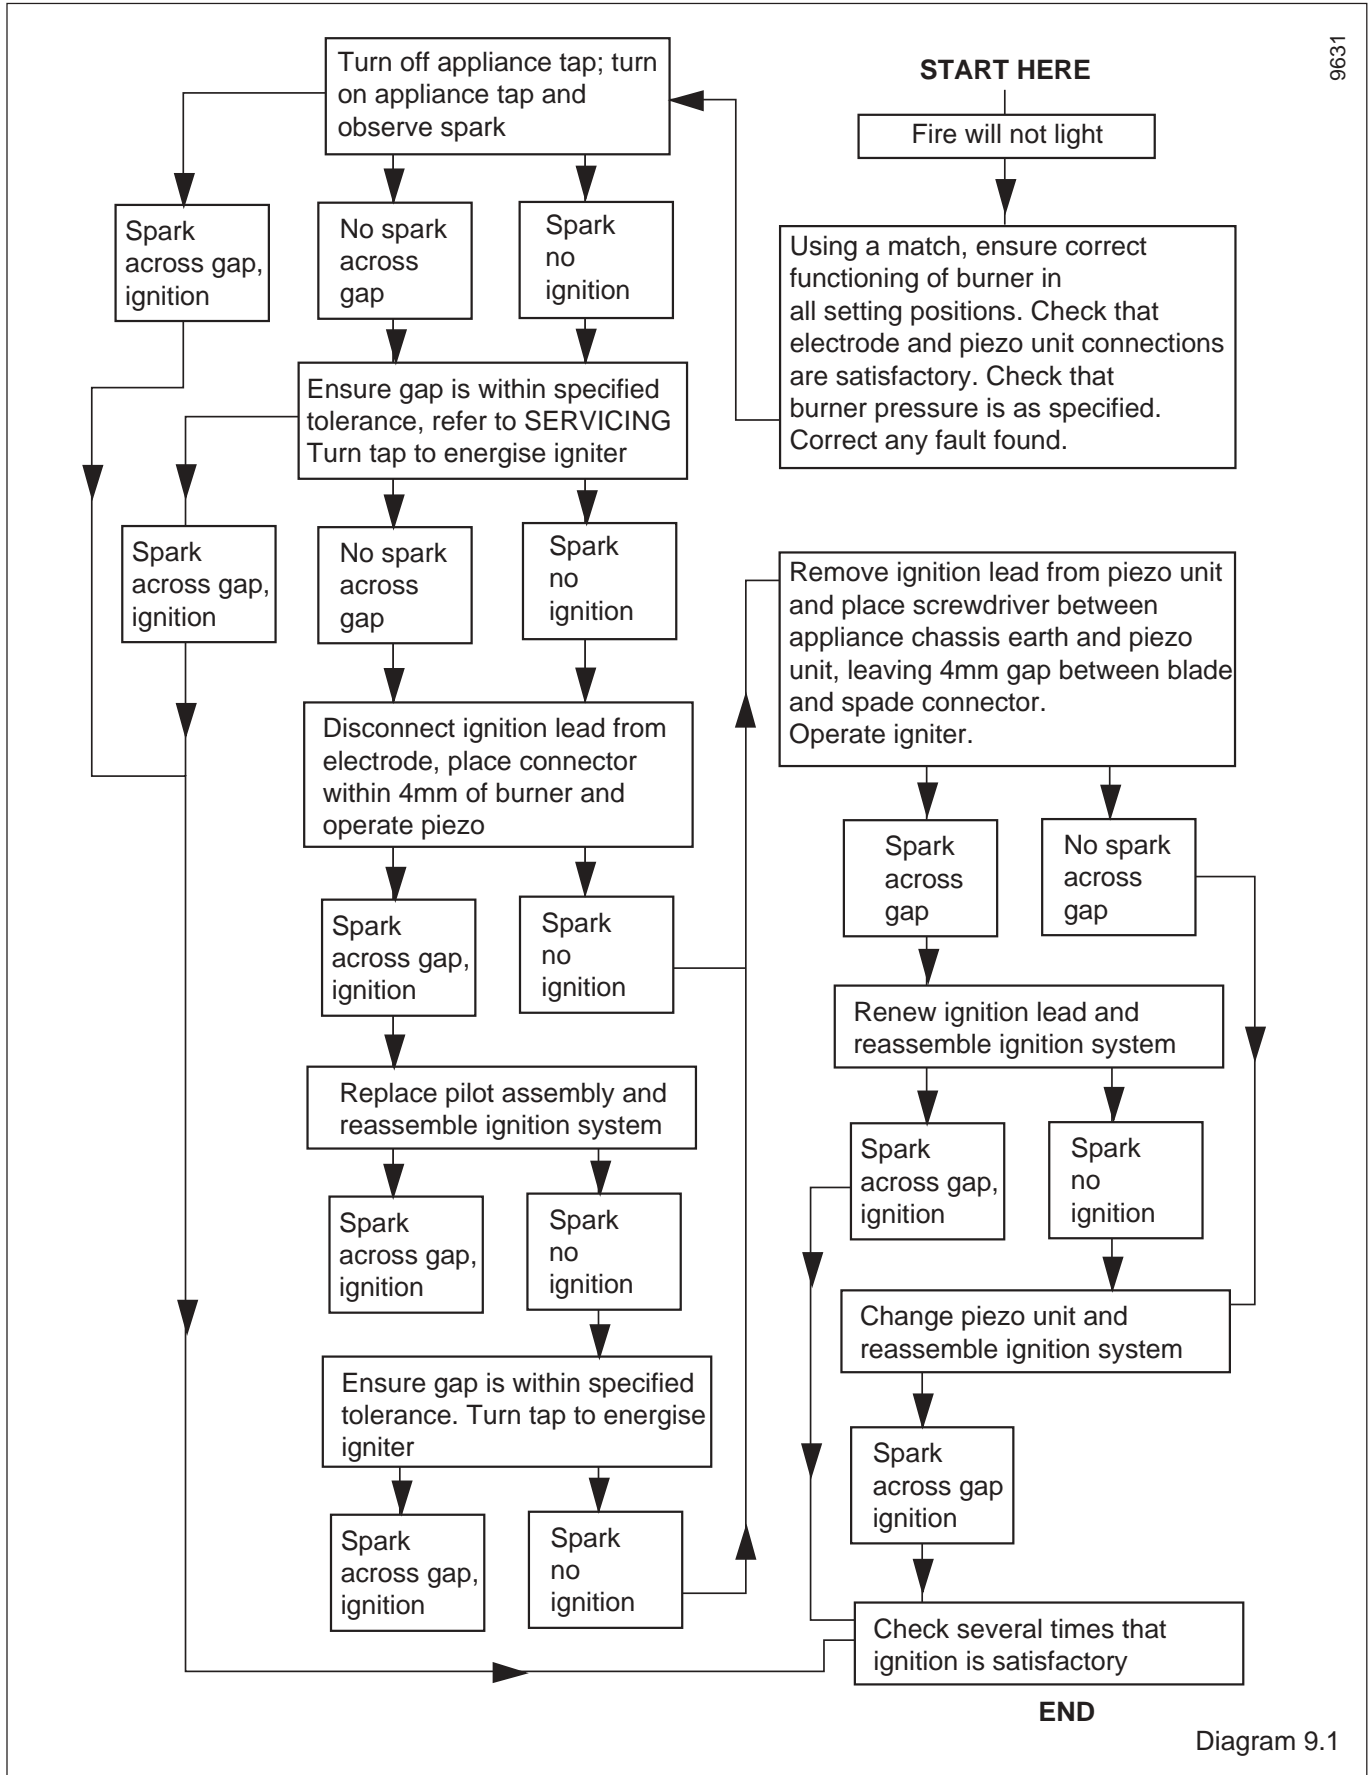 9631
START HERE
Fire will not light
Using a match, ensure correct
functioning of burner in
all setting positions. Check that
electrode and piezo unit connections
are satisfactory. Check that
burner pressure is as specified.
Correct any fault found.
Turn off appliance tap; turn
on appliance tap and
observe spark
Spark
across gap,
ignition
No spark
across
gap
Spark
no
ignition
Ensure gap is within specified
tolerance, refer to SERVICING
Turn tap to energise igniter
Spark
across gap,
ignition
No spark
across
gap
Spark
no
ignition
Disconnect ignition lead from
electrode, place connector
within 4mm of burner and
operate piezo
Spark
across gap,
ignition
Spark
no
ignition
Replace pilot assembly and
reassemble ignition system
Spark
across gap,
ignition
Spark
no
ignition
Ensure gap is within specified
tolerance. Turn tap to energise
igniter
Spark
across gap,
ignition
Spark
no
ignition
Remove ignition lead from piezo unit
and place screwdriver between
appliance chassis earth and piezo
unit, leaving 4mm gap between blade
and spade connector.
Operate igniter.
Spark
across
gap
No spark
across
gap
Renew ignition lead and
reassemble ignition system
Spark
across gap,
ignition
Spark
no
ignition
Change piezo unit and
reassemble ignition system
Spark
across gap
ignition
Check several times that
ignition is satisfactory
END
Diagram 9.1